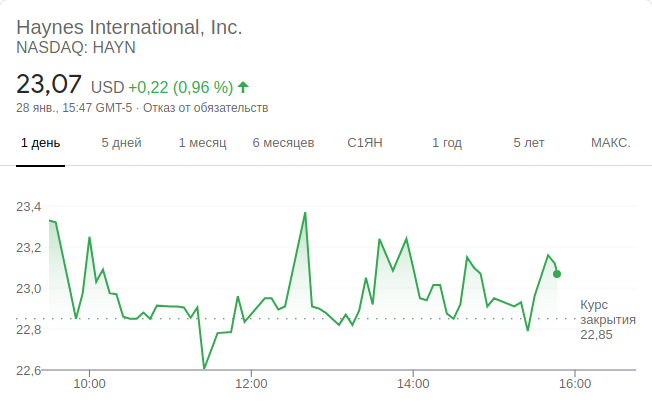 Haynes International, Inc.
NASDAQ: HAYN
23,07 USD +0,22 (0,96 %)
28 янв., 15:47 GMT-5 · Отказ от обязательств
1 день 5 дней 1 месяц 6 месяцев С1ЯН 1 год 5 лет МАКС.
23,4
23,2
23,0
22,8
22,6
Курс
закрытия
22,85
10:00 12:00 14:00 16:00